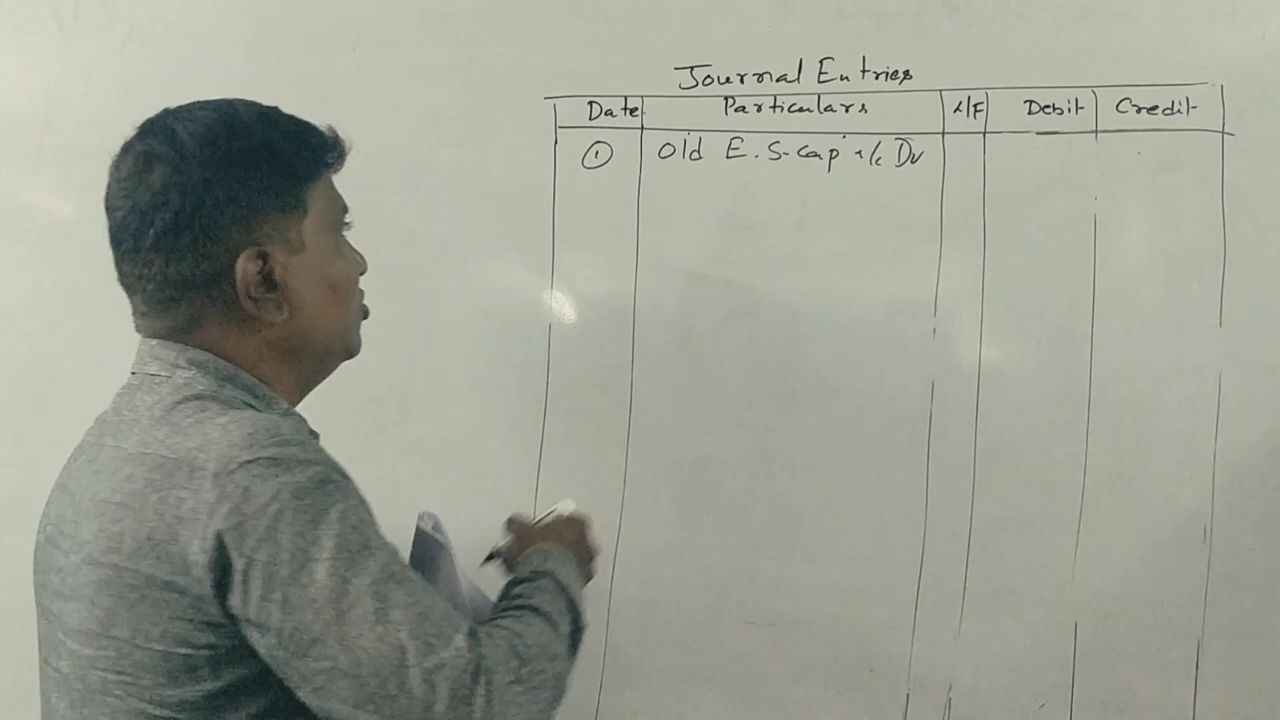 Journal Entries
Date Particulars L/F Debit Credit
① Old E.S-cap a/c Dr